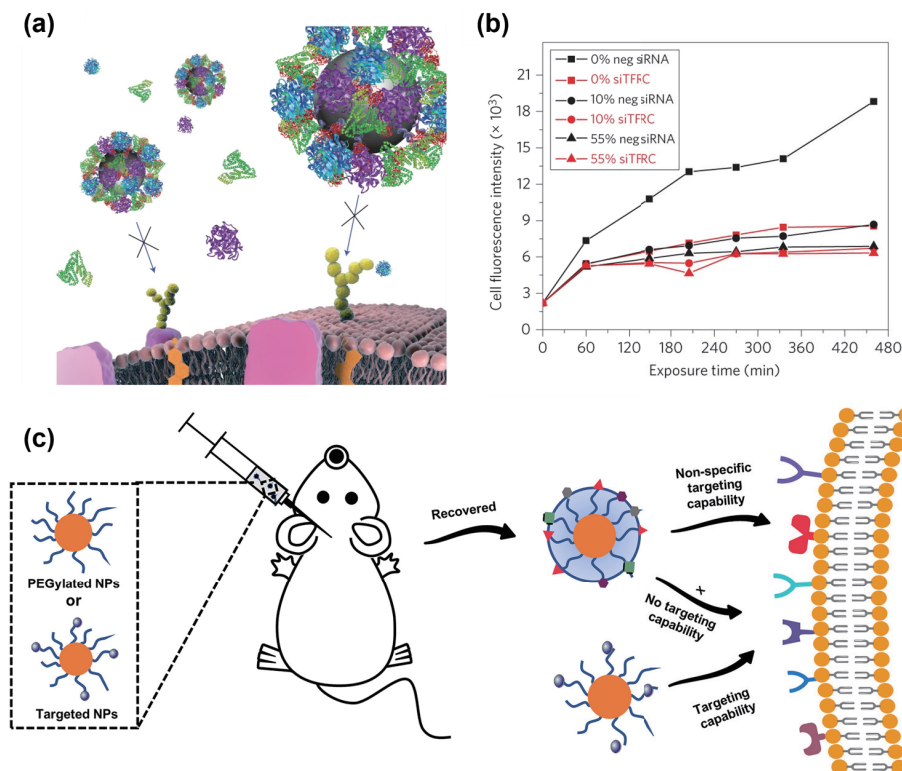 (a)
(b)
0% neg siRNA
0% siTFRC
10% neg siRNA
10% siTFRC
55% neg siRNA
55% siTFRC
21
18
15
12
9
6
3
0
Cell fluorescence intensity (× 10³)
0 60 120 180 240 300 360 420 480
Exposure time (min)
(c)
PEGylated NPs
or
Targeted NPs
Recovered
Non-specific
targeting
capability
x
No targeting
capability
Targeting
capability